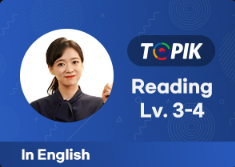 TOPIK
Reading
Lv. 3-4
In English